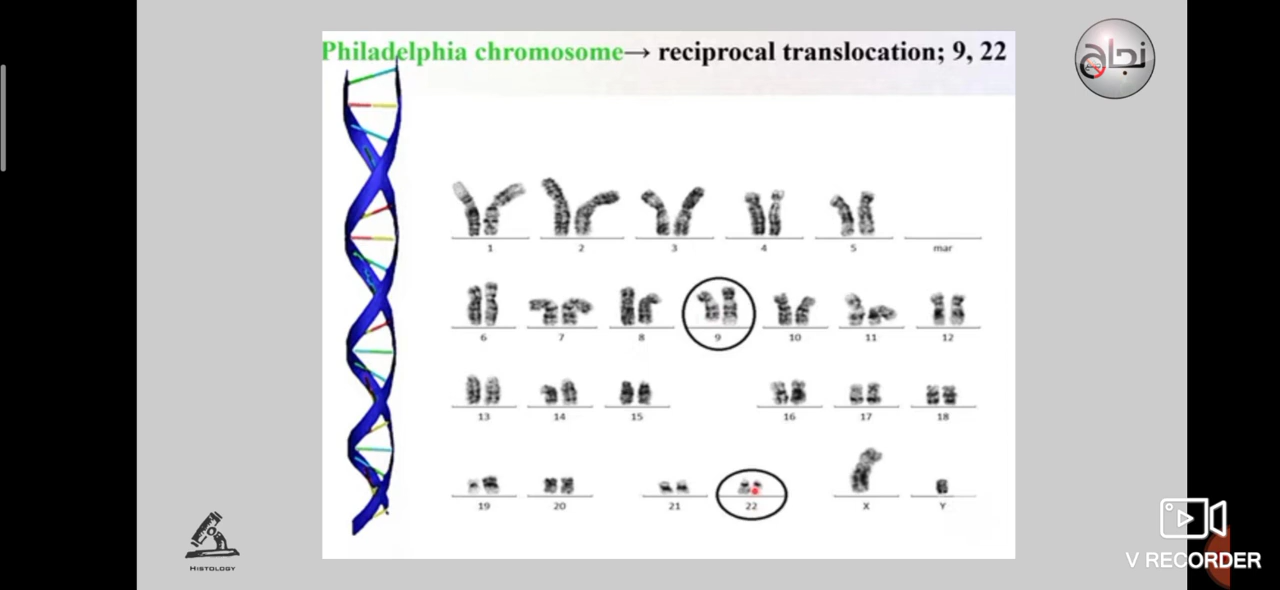 Philadelphia chromosome→ reciprocal translocation; 9, 22
نجابة
1 2 3 4 5 mar
6 7 8 9 10 11 12
13 14 15 16 17 18
19 20 21 22 X Y
HISTOLOGY
V RECORDER